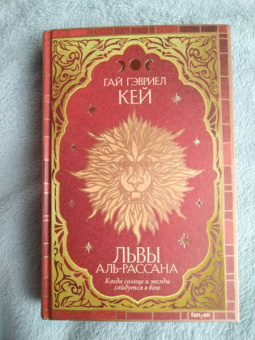 ГАЙ ГЭВРИЕЛ
КЕЙ
ЛЬВЫ
АЛЬ-РАССАНА
Когда солнце и звезды
сойдутся в бою